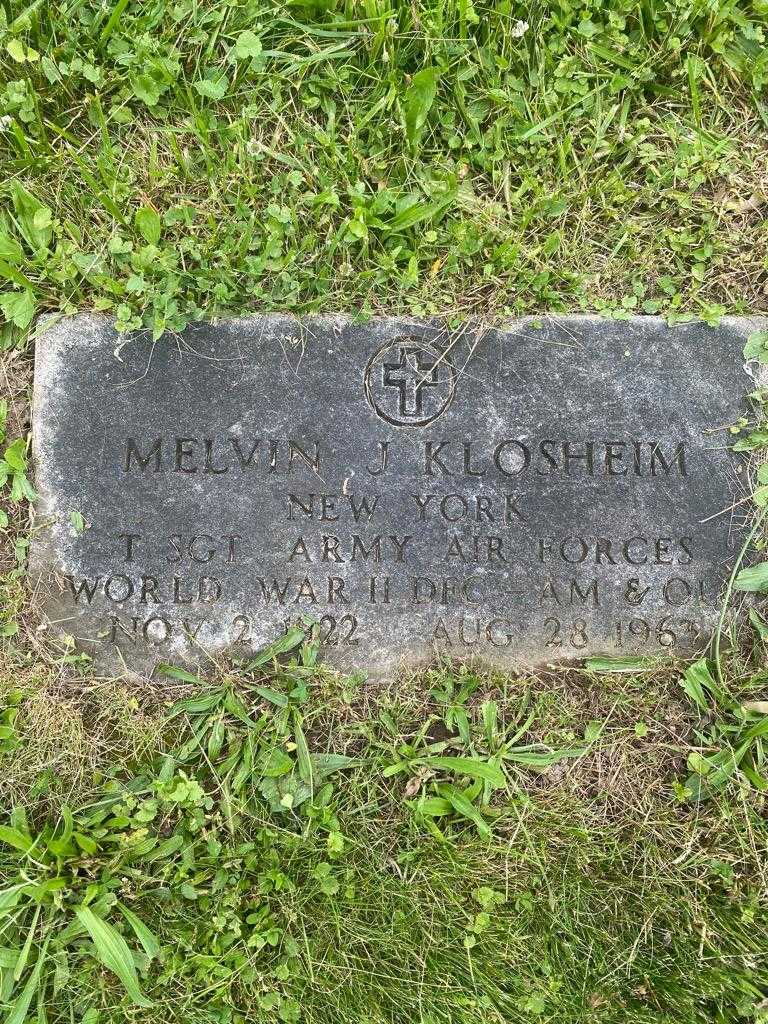 MELVIN J KLOSHEIM
NEW YORK
T SGT ARMY AIR FORCES
WORLD WAR II DFC - AM & OL
NOV 2 1922 AUG 28 1963